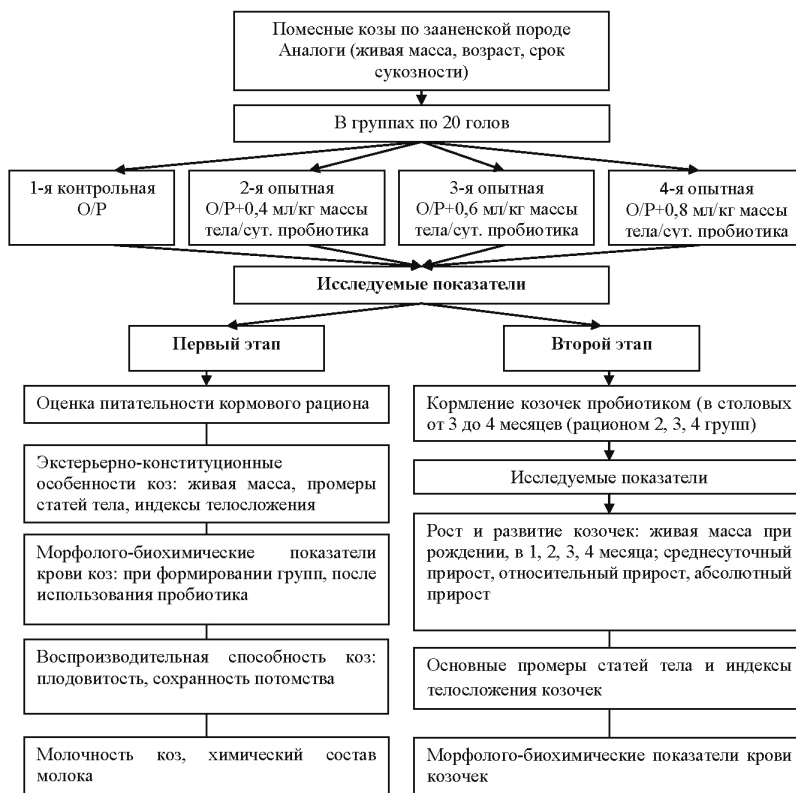 Помесные козы по зааненской породе
Аналоги (живая масса, возраст, срок
сукозности)
В группах по 20 голов
1-я контрольная
О/Р
2-я опытная
О/Р+0,4 мл/кг массы
тела/сут. пробиотика
3-я опытная
О/Р+0,6 мл/кг массы
тела/сут. пробиотика
4-я опытная
О/Р+0,8 мл/кг массы
тела/сут. пробиотика
Исследуемые показатели
Первый этап
Оценка питательности кормового рациона
Экстерьерно-конституционные
особенности коз: живая масса, промеры
статей тела, индексы телосложения
Морфолого-биохимические показатели
крови коз: при формировании групп, после
использования пробиотика
Воспроизводительная способность коз:
плодовитость, сохранность потомства
Молочность коз, химический состав
молока
Второй этап
Кормление козочек пробиотиком (в столовых
от 3 до 4 месяцев (рационом 2, 3, 4 групп)
Исследуемые показатели
Рост и развитие козочек: живая масса при
рождении, в 1, 2, 3, 4 месяца; среднесуточный
прирост, относительный прирост, абсолютный
прирост
Основные промеры статей тела и индексы
телосложения козочек
Морфолого-биохимические показатели крови
козочек